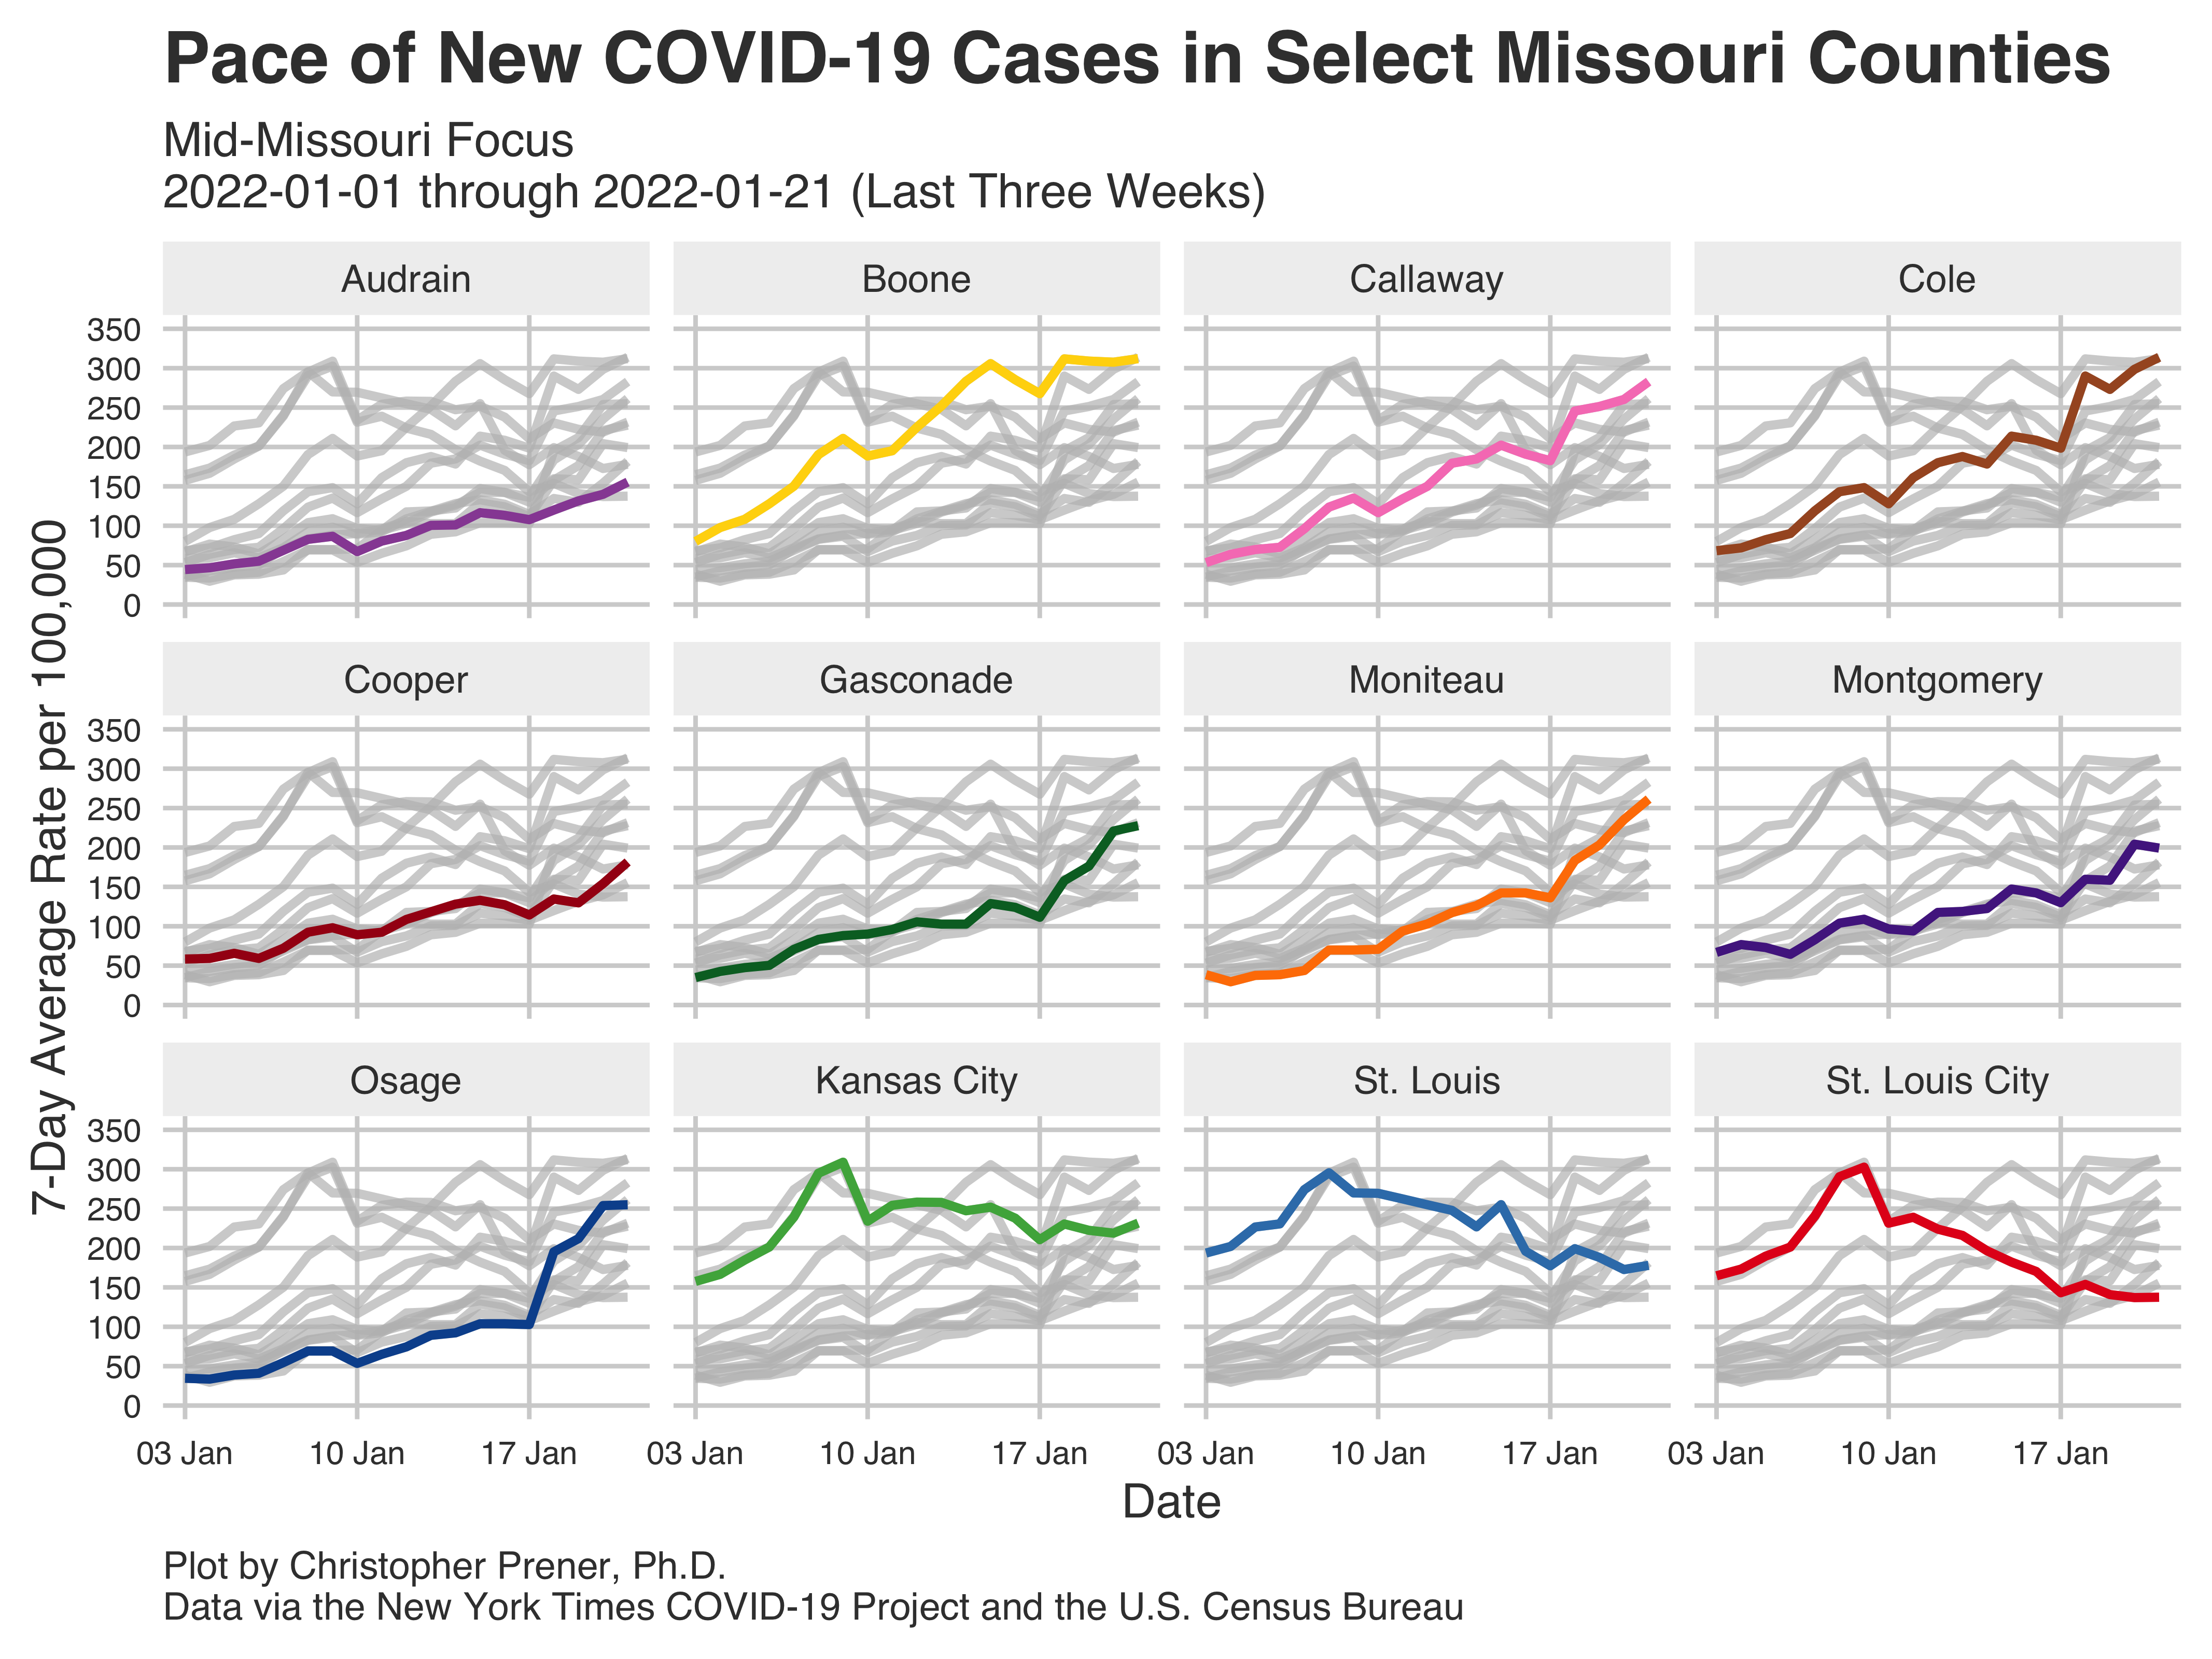 Pace of New COVID-19 Cases in Select Missouri Counties
Mid-Missouri Focus
2022-01-01 through 2022-01-21 (Last Three Weeks)
7-Day Average Rate per 100,000
Audrain
Boone
Callaway
Cole
350
300
250
200
150
100
50
0
Cooper
Gasconade
Moniteau
Montgomery
350
300
250
200
150
100
50
0
Osage
Kansas City
St. Louis
St. Louis City
350
300
250
200
150
100
50
0
03 Jan 10 Jan 17 Jan 03 Jan 10 Jan 17 Jan 03 Jan 10 Jan 17 Jan 03 Jan 10 Jan 17 Jan
Date
Plot by Christopher Prener, Ph.D.
Data via the New York Times COVID-19 Project and the U.S. Census Bureau